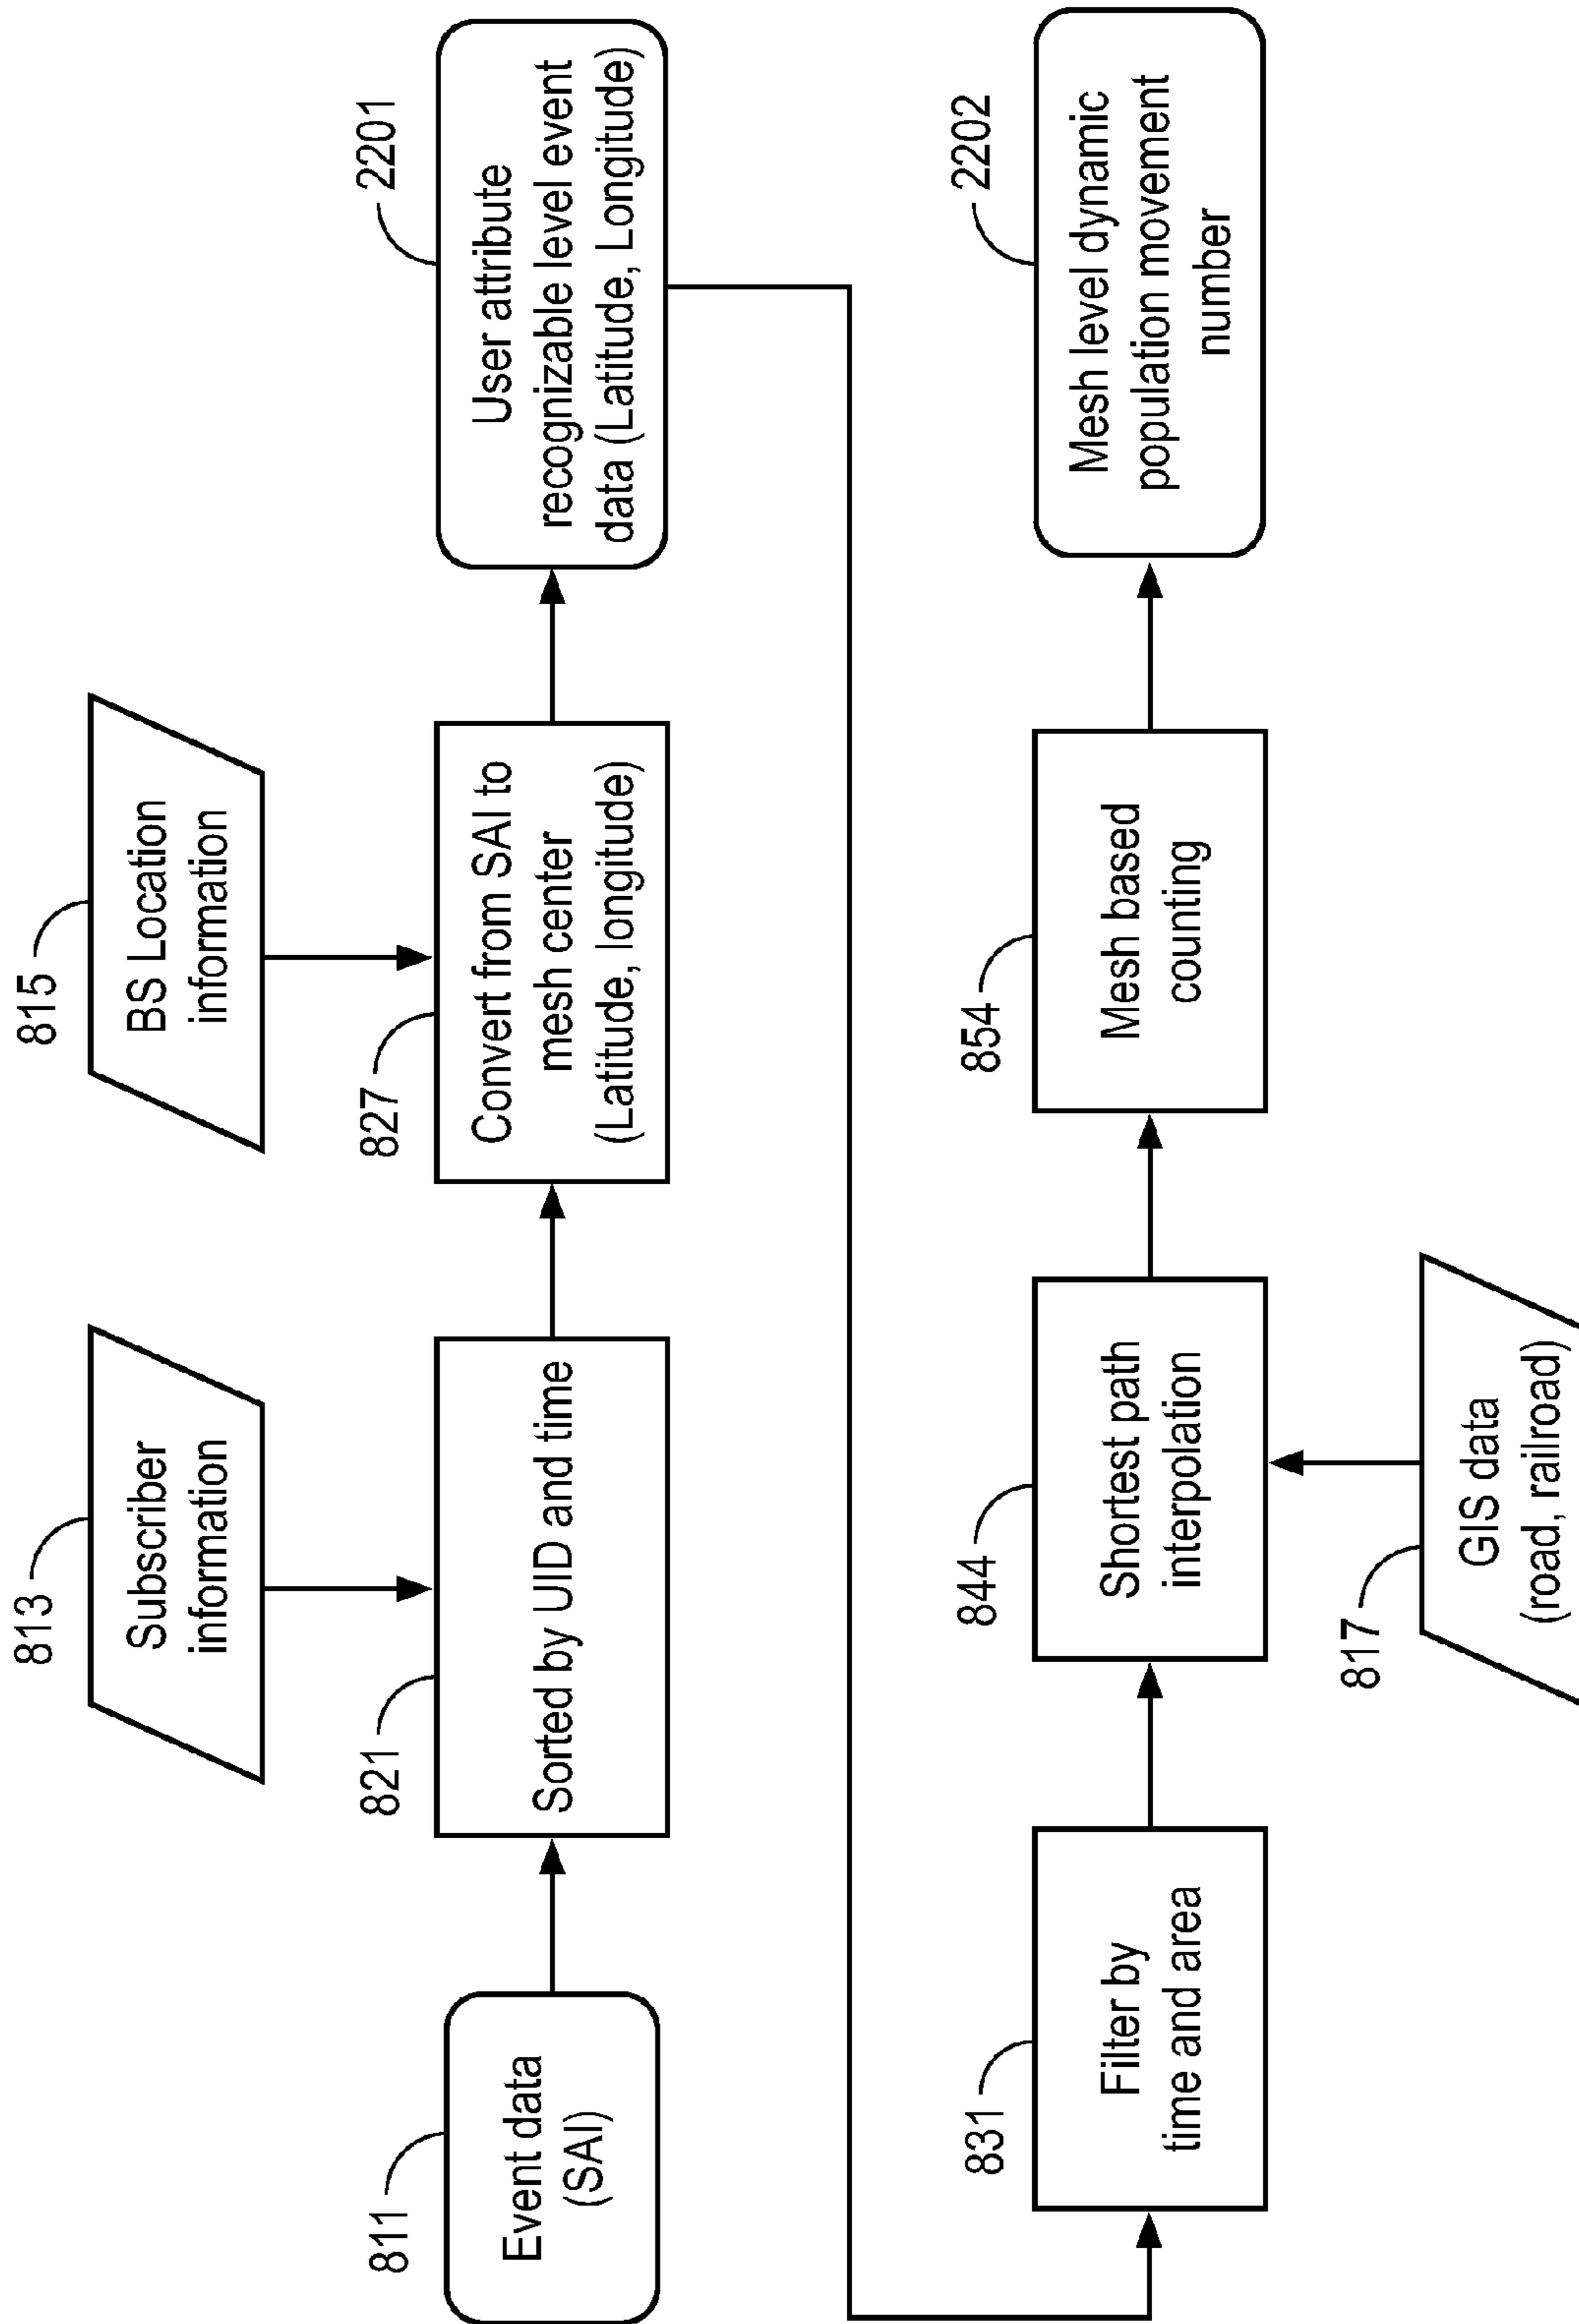 813
Subscriber
information
815
BS Location
information
811
Event data
(SAI)
821
Sorted by UID and time
827
Convert from SAI to
mesh center
(Latitude, longitude)
2201
User attribute
recognizable level event
data (Latitude, Longitude)
831
Filter by
time and area
844
Shortest path
interpolation
854
Mesh based
counting
2202
Mesh level dynamic
population movement
number
817
GIS data
(road, railroad)